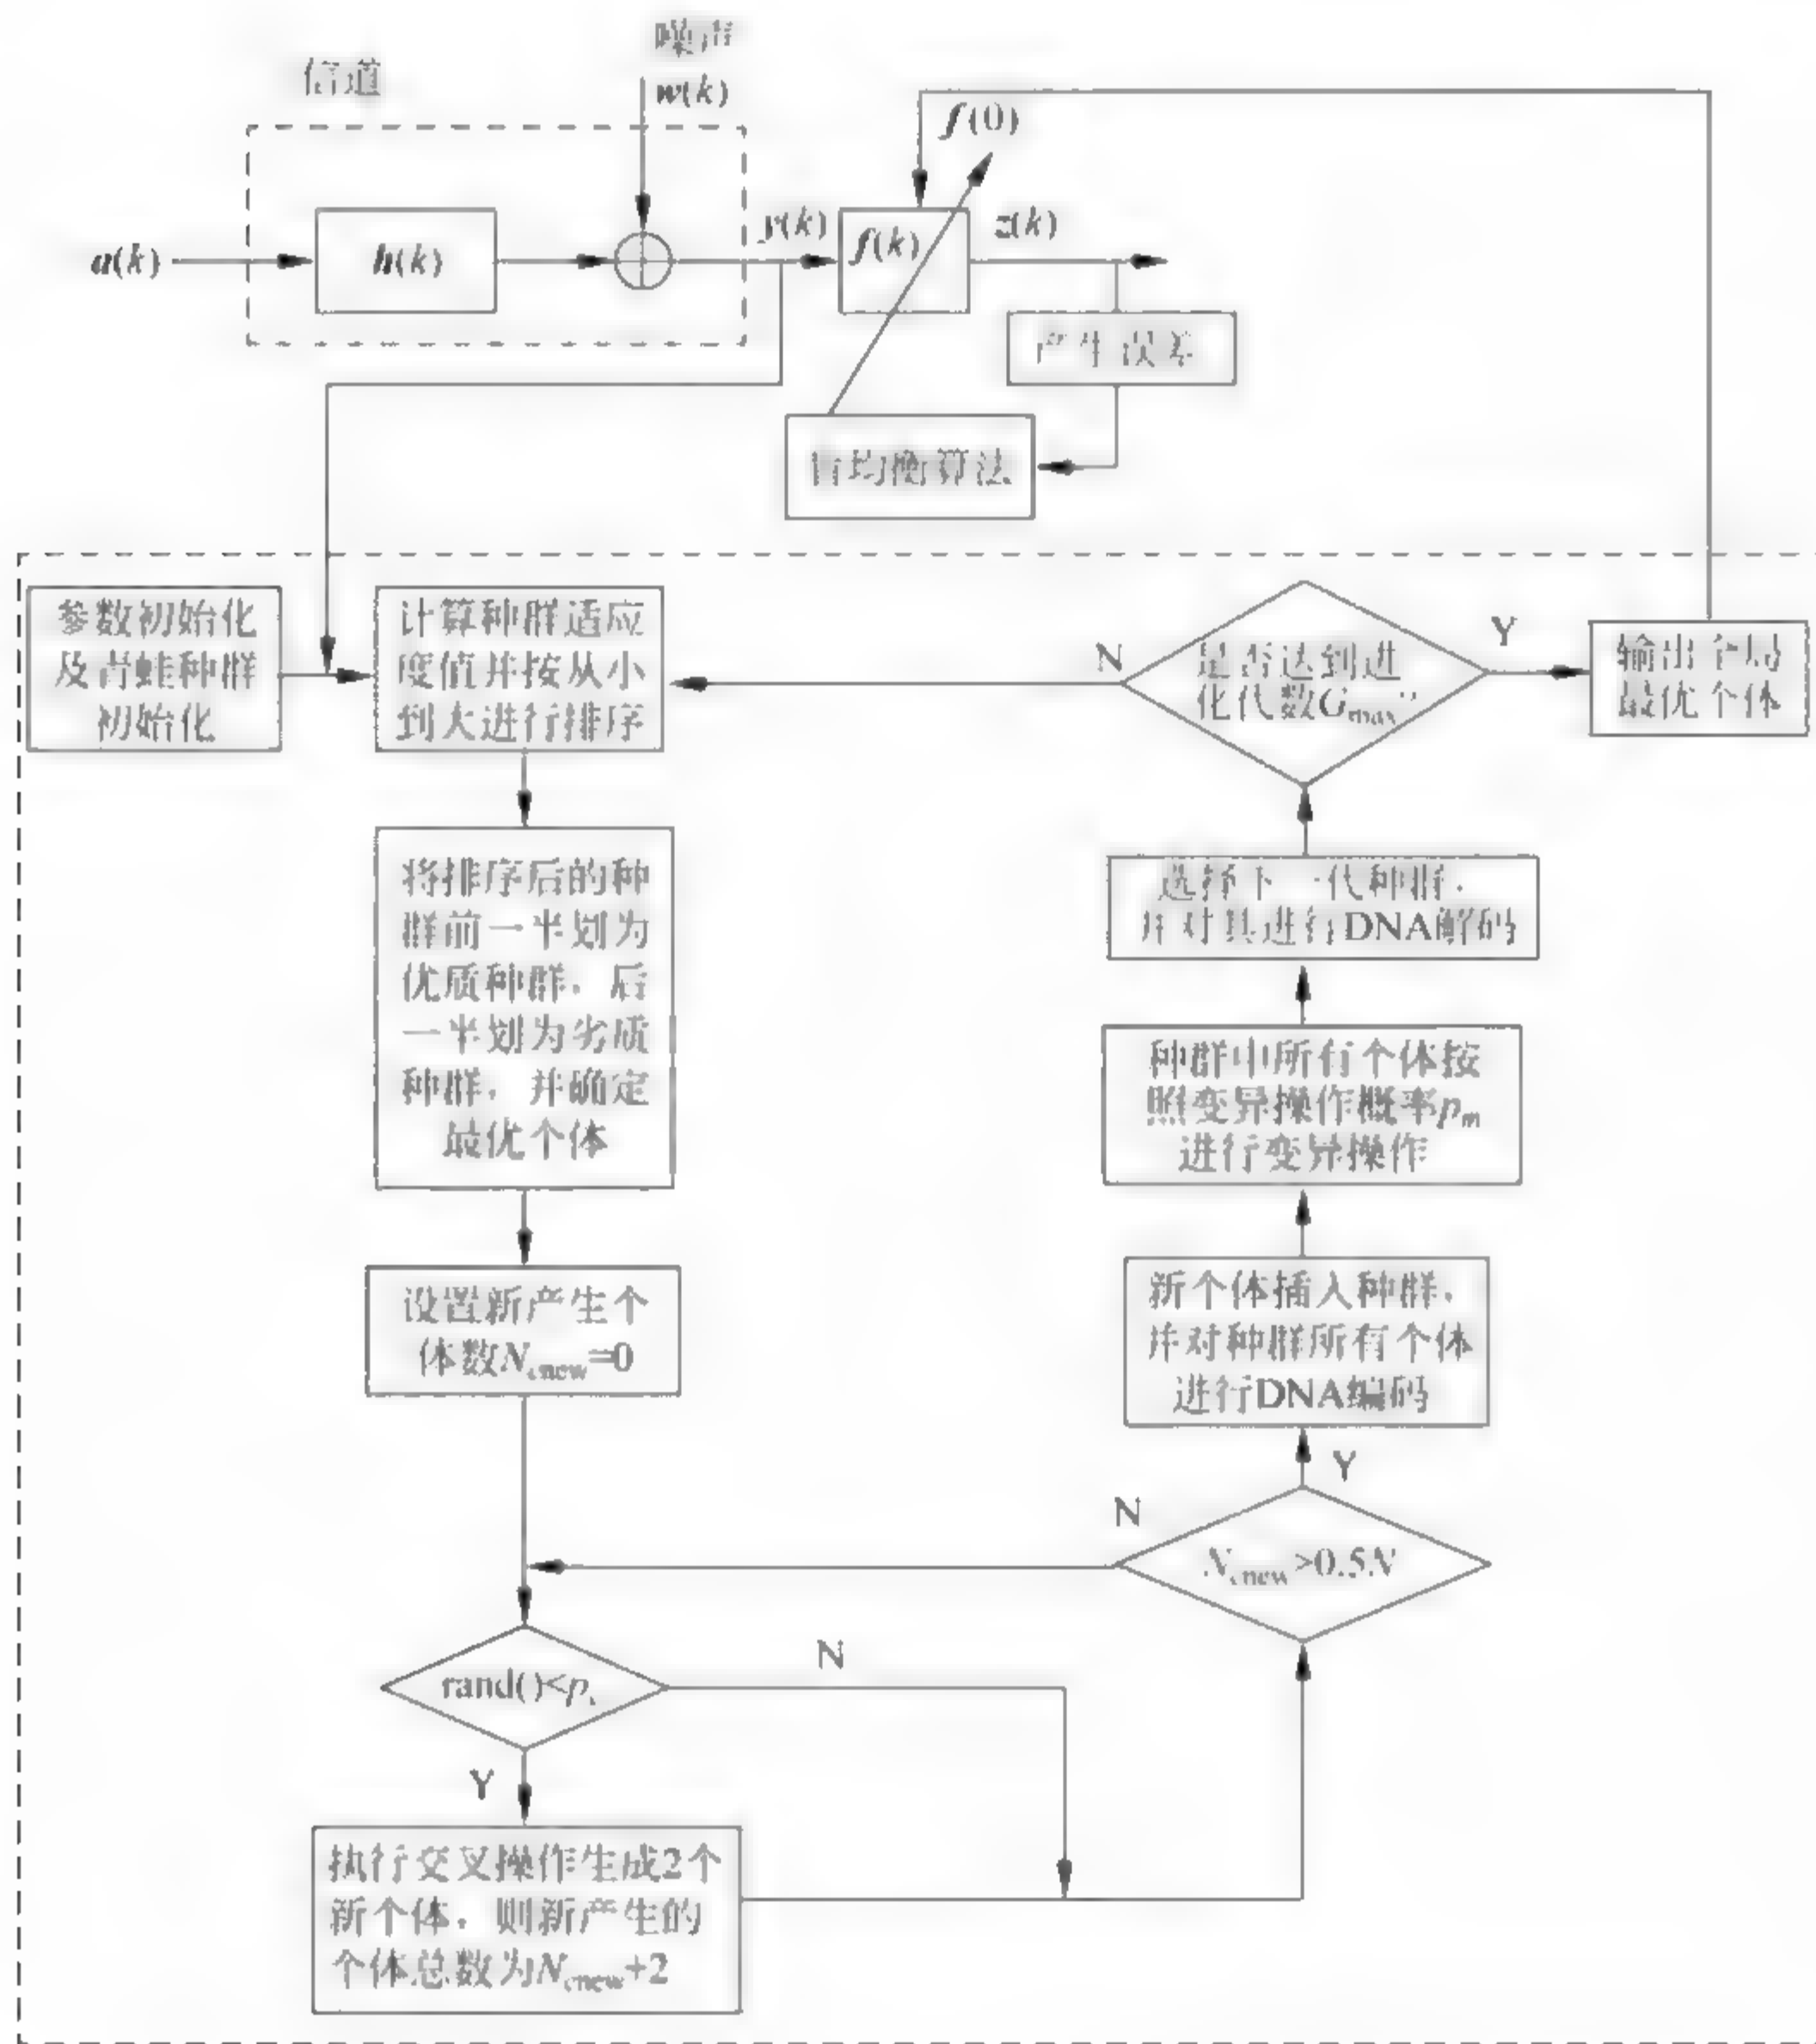 噪声
信道
w(k)
f(0)
a(k)
h(k)
y(k)
f(k)
z(k)
产生误差
盲均衡算法
参数初始化
及青蛙种群
初始化
计算种群适应
度值并按从小
到大进行排序
N
是否达到进
化代数Gmax?
Y
输出全局
最优个体
将排序后的种
群前一半划为
优质种群，后
一半划为劣质
种群，并确定
最优个体
选择下一代种群，
并对其进行DNA解码
种群中所有个体按
照变异操作概率pm
进行变异操作
设置新产生个
体数Ncnew=0
新个体插入种群，
并对种群所有个体
进行DNA编码
Y
N
Ncnew>0.5N
rand()<pc
N
Y
执行交叉操作生成2个
新个体，则新产生的
个体总数为Ncnew+2